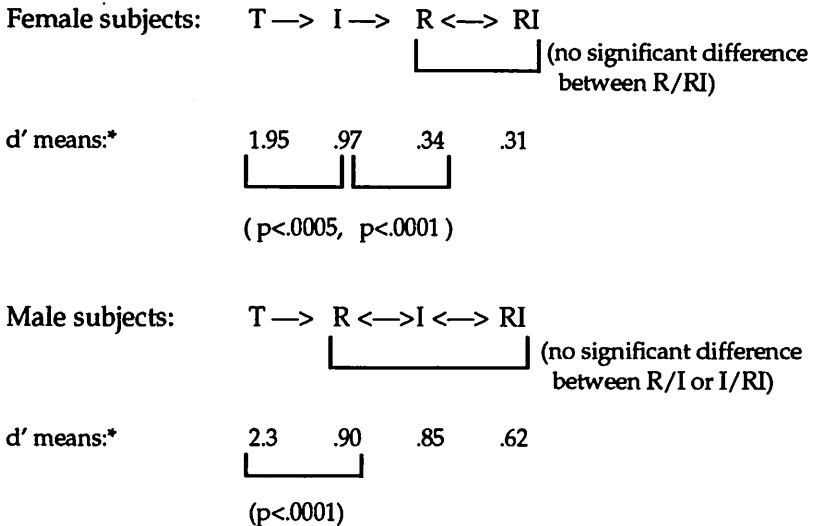 Female subjects: T —> I —> R <—> RI
(no significant difference
between R/RI)
d′ means:* 1.95 .97 .34 .31
( p<.0005, p<.0001 )
Male subjects: T —> R <—>I <—> RI
(no significant difference
between R/I or I/RI)
d′ means:* 2.3 .90 .85 .62
(p<.0001)